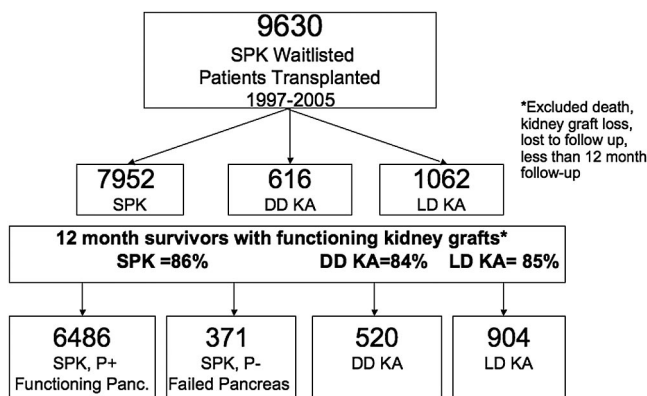 9630
SPK Waitlisted
Patients Transplanted
1997-2005
*Excluded death,
kidney graft loss,
lost to follow up,
less than 12 month
follow-up
7952
SPK
616
DD KA
1062
LD KA
12 month survivors with functioning kidney grafts*
SPK =86% DD KA=84% LD KA= 85%
6486
SPK, P+
Functioning Panc.
371
SPK, P-
Failed Pancreas
520
DD KA
904
LD KA